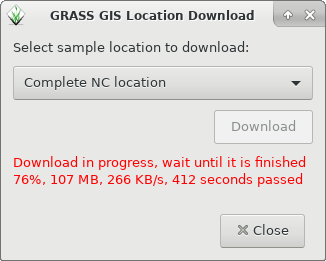 GRASS GIS Location Download
Select sample location to download:
Complete NC location
Download
Download in progress, wait until it is finished
76%, 107 MB, 266 KB/s, 412 seconds passed
Close